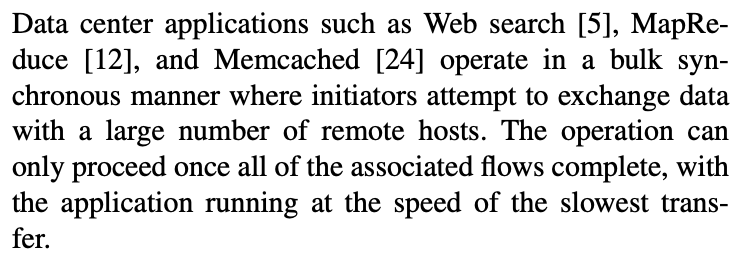 Data center applications such as Web search [5], MapRe-
duce [12], and Memcached [24] operate in a bulk syn-
chronous manner where initiators attempt to exchange data
with a large number of remote hosts. The operation can
only proceed once all of the associated flows complete, with
the application running at the speed of the slowest trans-
fer.